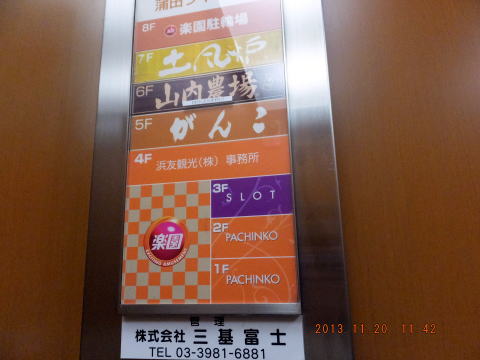 8F 楽園駐輪場
7F 土風炉
6F 山内農場
5F がんこ
4F 浜友観光(株) 事務所
3F SLOT
2F PACHINKO
1F PACHINKO
楽園
管理
株式会社 三基富士
TEL 03-3981-6881
2013.11.20 11:42